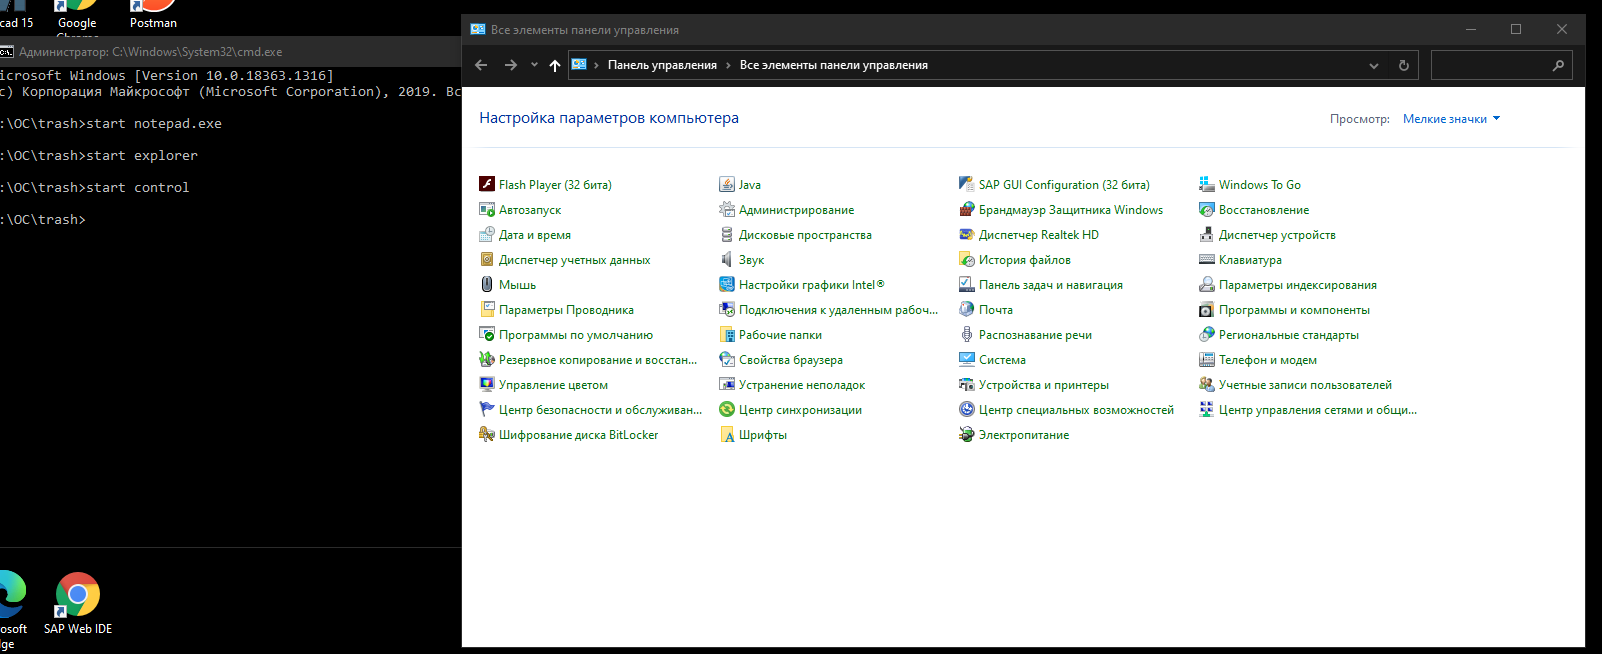 cad 15
Google
Chrome
Postman
Администратор: C:\Windows\System32\cmd.exe
icrosoft Windows [Version 10.0.18363.1316]
c) Корпорация Майкрософт (Microsoft Corporation), 2019. Вс
:\OC\trash>start notepad.exe
:\OC\trash>start explorer
:\OC\trash>start control
:\OC\trash>
osoft
ge
SAP Web IDE
Все элементы панели управления
Панель управления › Все элементы панели управления
Настройка параметров компьютера
Просмотр: Мелкие значки
Flash Player (32 бита)
Java
SAP GUI Configuration (32 бита)
Windows To Go
Автозапуск
Администрирование
Брандмауэр Защитника Windows
Восстановление
Дата и время
Дисковые пространства
Диспетчер Realtek HD
Диспетчер устройств
Диспетчер учетных данных
Звук
История файлов
Клавиатура
Мышь
Настройки графики Intel®
Панель задач и навигация
Параметры индексирования
Параметры Проводника
Подключения к удаленным рабоч...
Почта
Программы и компоненты
Программы по умолчанию
Рабочие папки
Распознавание речи
Региональные стандарты
Резервное копирование и восстан...
Свойства браузера
Система
Телефон и модем
Управление цветом
Устранение неполадок
Устройства и принтеры
Учетные записи пользователей
Центр безопасности и обслуживан...
Центр синхронизации
Центр специальных возможностей
Центр управления сетями и общи...
Шифрование диска BitLocker
Шрифты
Электропитание